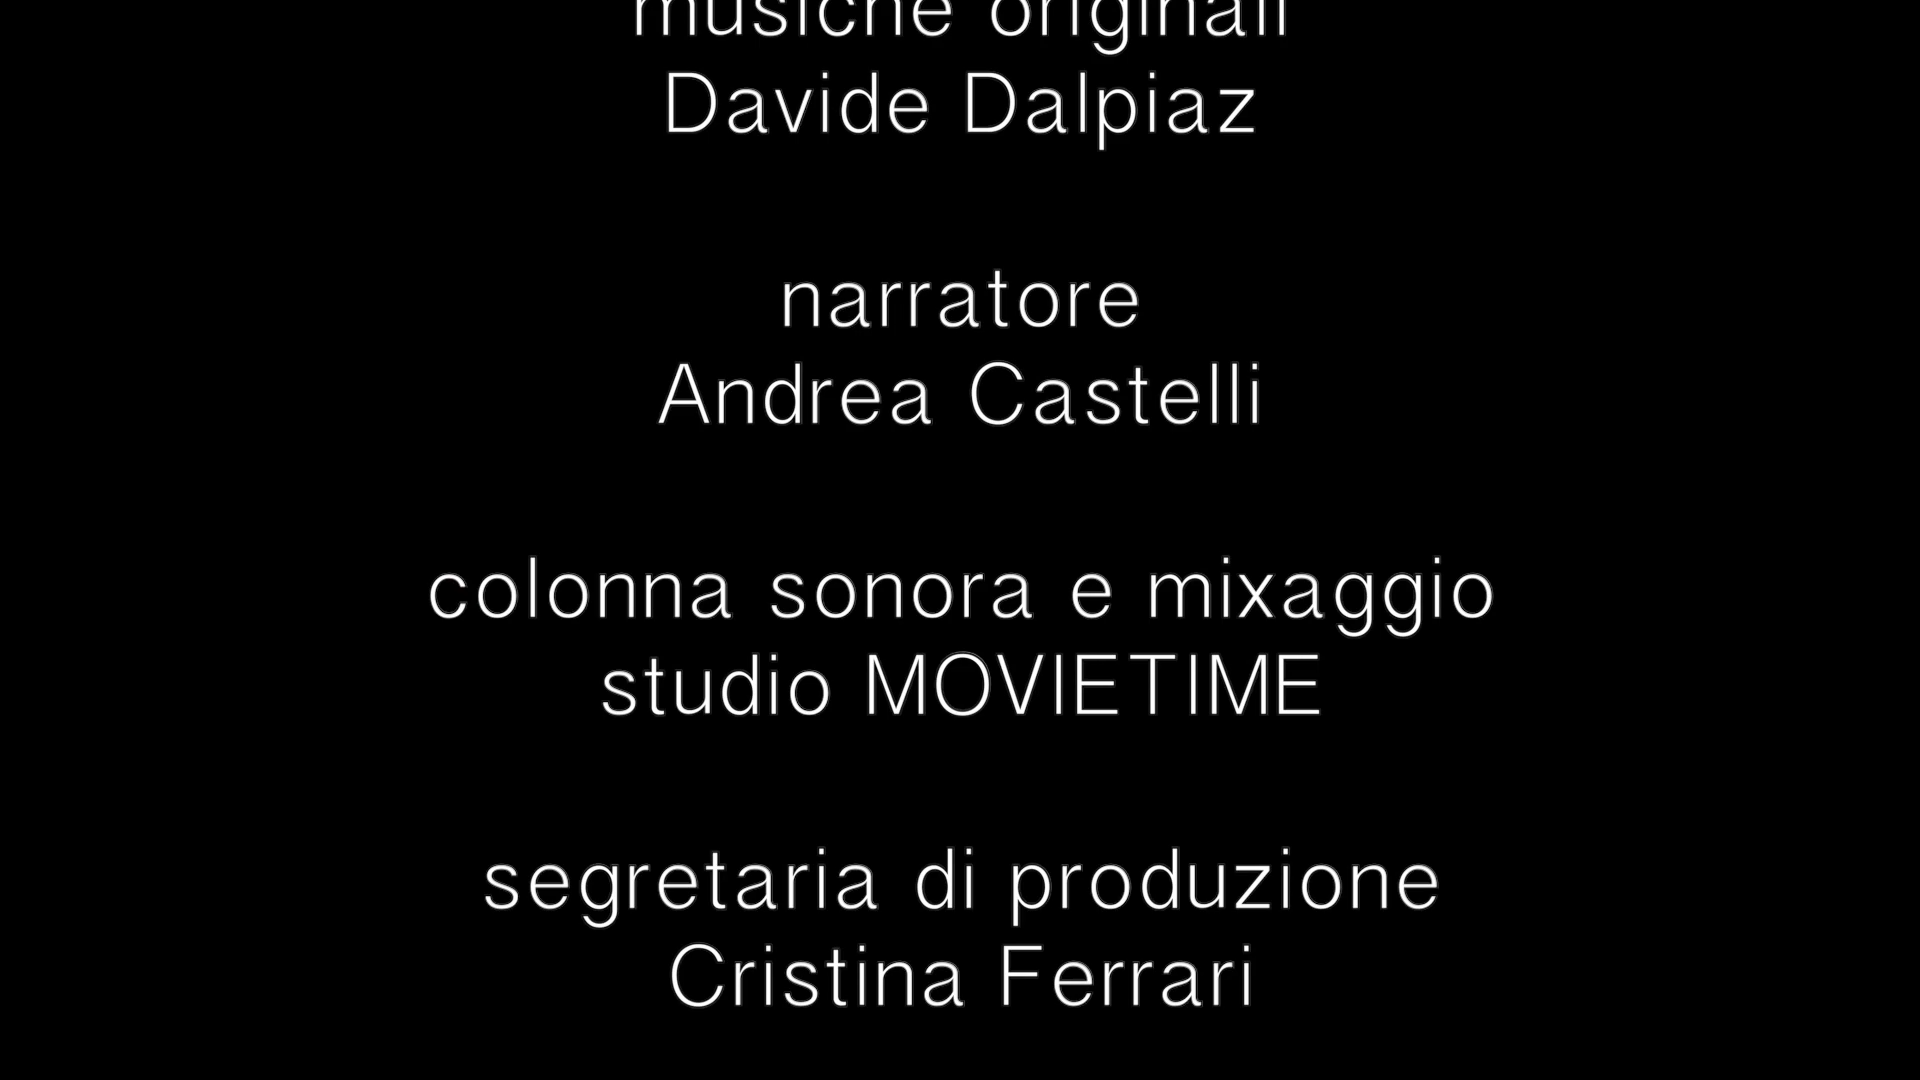 musiche originali
Davide Dalpiaz
narratore
Andrea Castelli
colonna sonora e mixaggio
studio MOVIETIME
segretaria di produzione
Cristina Ferrari